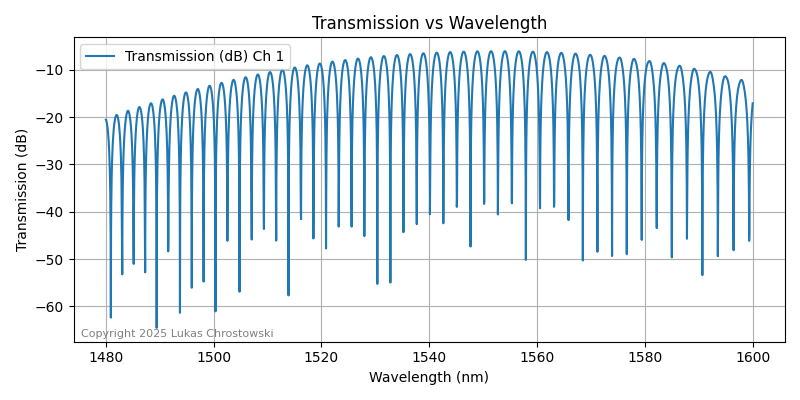 Transmission vs Wavelength
Transmission (dB) Ch 1
Transmission (dB)
−10
−20
−30
−40
−50
−60
Copyright 2025 Lukas Chrostowski
1480 1500 1520 1540 1560 1580 1600
Wavelength (nm)